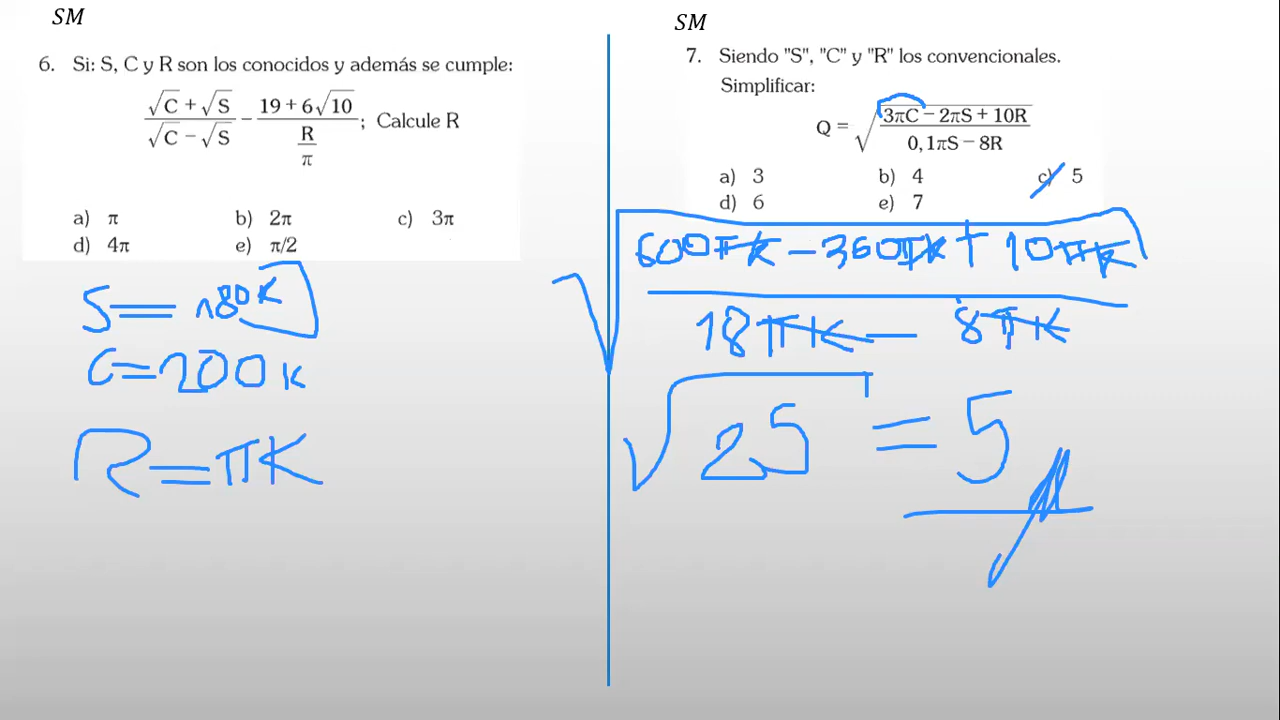 SM
6. Si: S, C y R son los conocidos y además se cumple:
(√C + √S)/(√C − √S) − (19 + 6√10)/(R/π) ; Calcule R
a) π b) 2π c) 3π
d) 4π e) π/2
S = 180K
C = 200K
R = πK
SM
7. Siendo "S", "C" y "R" los convencionales.
Simplificar:
Q = √((3πC − 2πS + 10R)/(0,1πS − 8R))
a) 3 b) 4 c) 5
d) 6 e) 7
√((600πK − 360πK + 10πK)/(18πK − 8πK))
√25 = 5